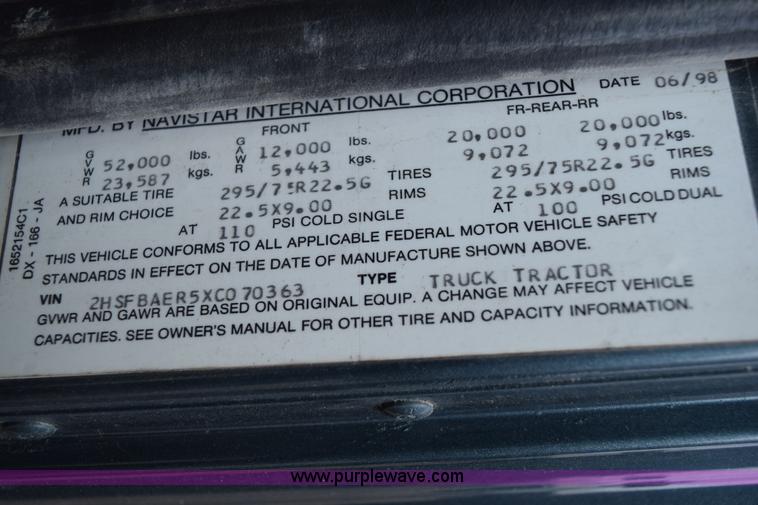 MFD. BY NAVISTAR INTERNATIONAL CORPORATION DATE 06/98
FRONT FR-REAR-RR
GVWR 52,000 lbs. GAWR 12,000 lbs. 20,000 20,000 lbs.
23,587 kgs. 5,443 kgs. 9,072 9,072 kgs.
A SUITABLE TIRE 295/75R22.5G TIRES 295/75R22.5G TIRES
AND RIM CHOICE 22.5X9.00 RIMS 22.5X9.00 RIMS
AT 110 PSI COLD SINGLE AT 100 PSI COLD DUAL
THIS VEHICLE CONFORMS TO ALL APPLICABLE FEDERAL MOTOR VEHICLE SAFETY
STANDARDS IN EFFECT ON THE DATE OF MANUFACTURE SHOWN ABOVE.
VIN 2HSFBAER5XC070363 TYPE TRUCK TRACTOR
GVWR AND GAWR ARE BASED ON ORIGINAL EQUIP. A CHANGE MAY AFFECT VEHICLE
CAPACITIES. SEE OWNER'S MANUAL FOR OTHER TIRE AND CAPACITY INFORMATION.
1652154C1
DX - 166 - JA
www.purplewave.com